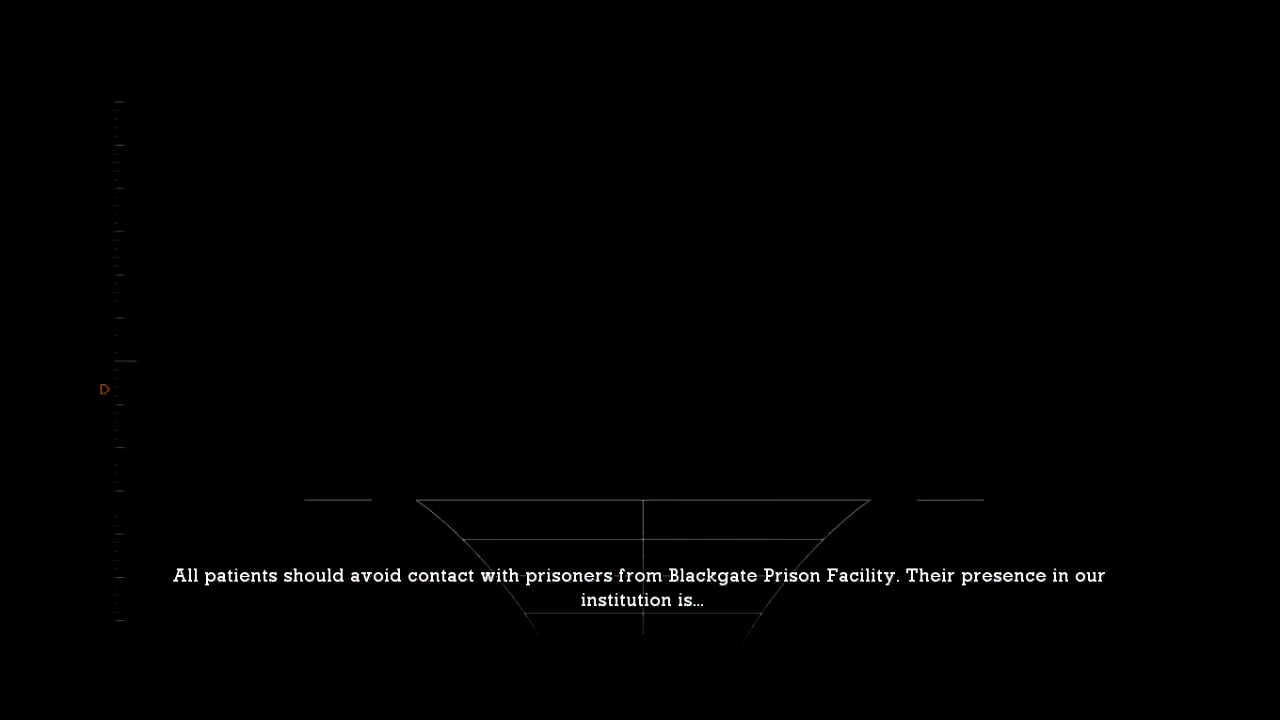 All patients should avoid contact with prisoners from Blackgate Prison Facility. Their presence in our
institution is...